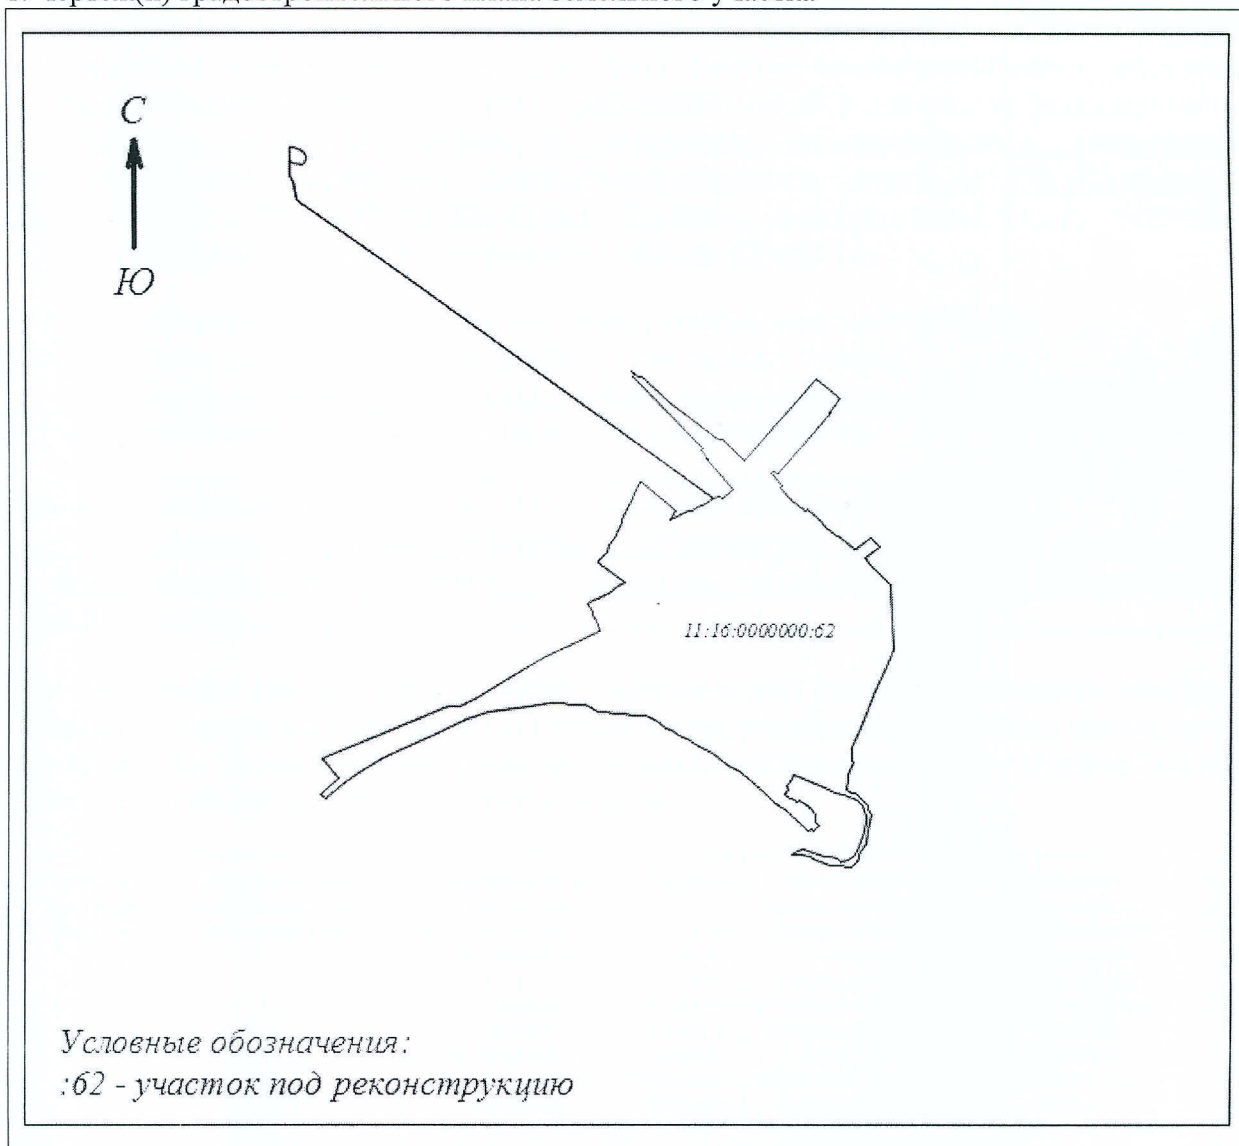 С
Ю
11:16:0000000:62
Условные обозначения:
:62 - участок под реконструкцию